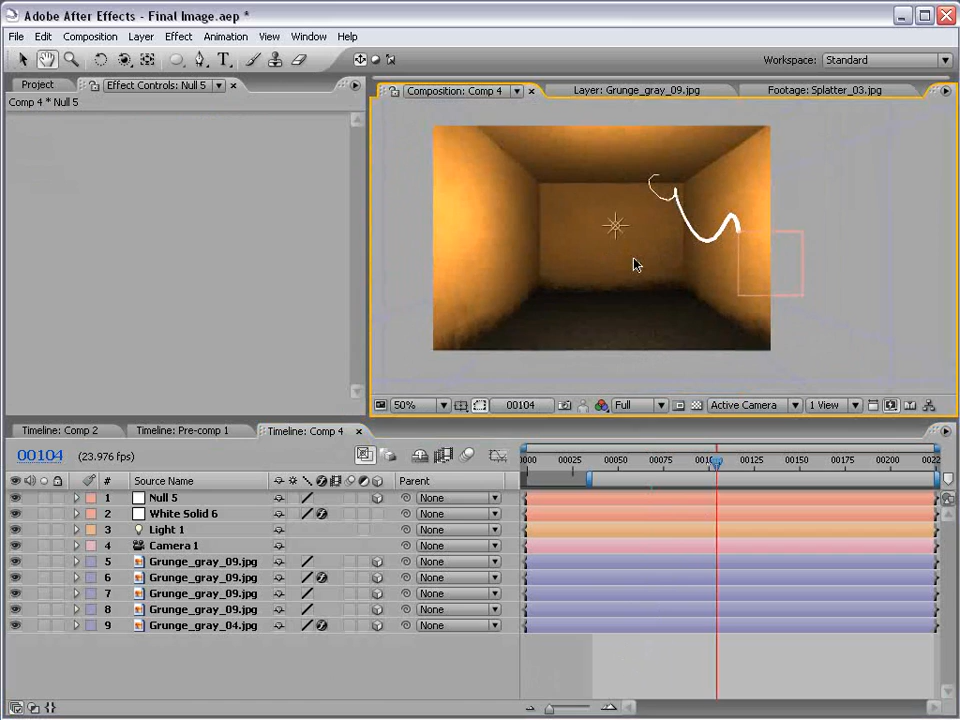 Adobe After Effects - Final Image.aep *
File Edit Composition Layer Effect Animation View Window Help
Workspace: Standard
Project Effect Controls: Null 5
Comp 4 * Null 5
Composition: Comp 4 Layer: Grunge_gray_09.jpg Footage: Splatter_03.jpg
50% 00104 Full Active Camera 1 View
Timeline: Comp 2 Timeline: Pre-comp 1 Timeline: Comp 4
00104 (23.976 fps)
0000 00025 00050 00075 00150 00175 00200
# Source Name Parent
1 Null 5 None
2 White Solid 6 None
3 Light 1 None
4 Camera 1 None
5 Grunge_gray_09.jpg None
6 Grunge_gray_09.jpg None
7 Grunge_gray_09.jpg None
8 Grunge_gray_09.jpg None
9 Grunge_gray_04.jpg None